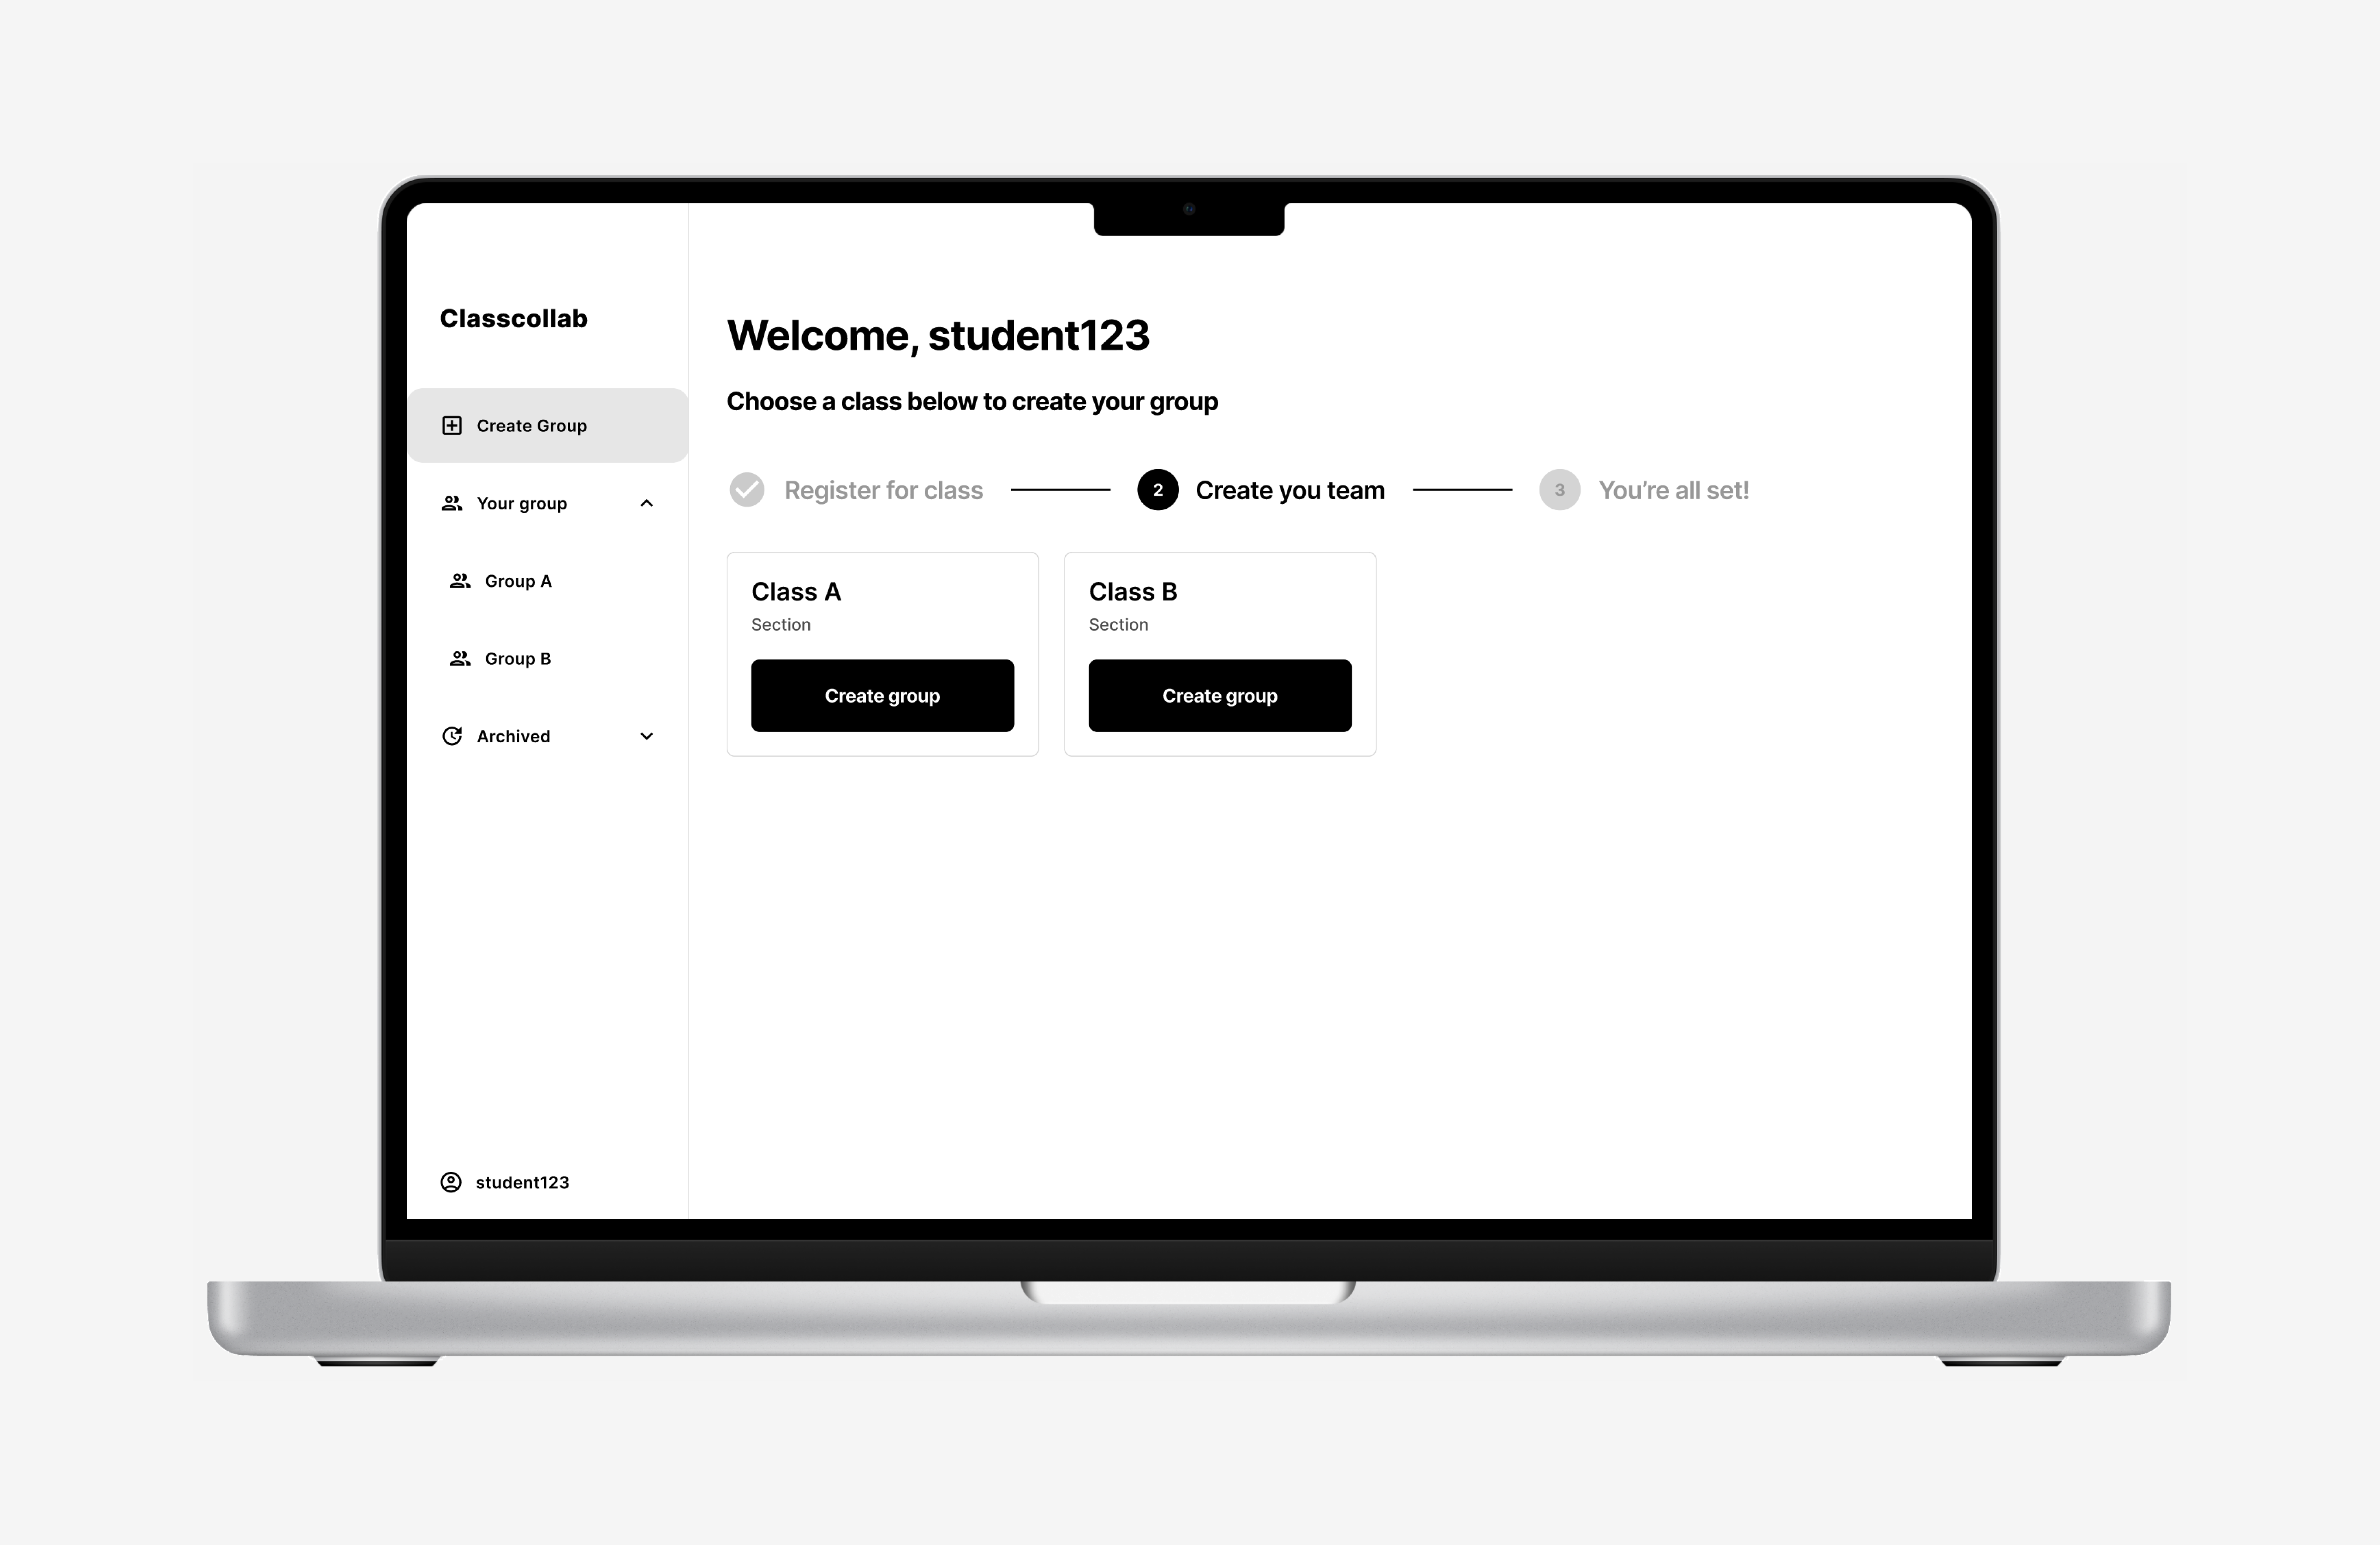 Classcollab
Create Group
Your group
Group A
Group B
Archived
student123
Welcome, student123
Choose a class below to create your group
Register for class
2 Create you team
3 You’re all set!
Class A
Section
Create group
Class B
Section
Create group